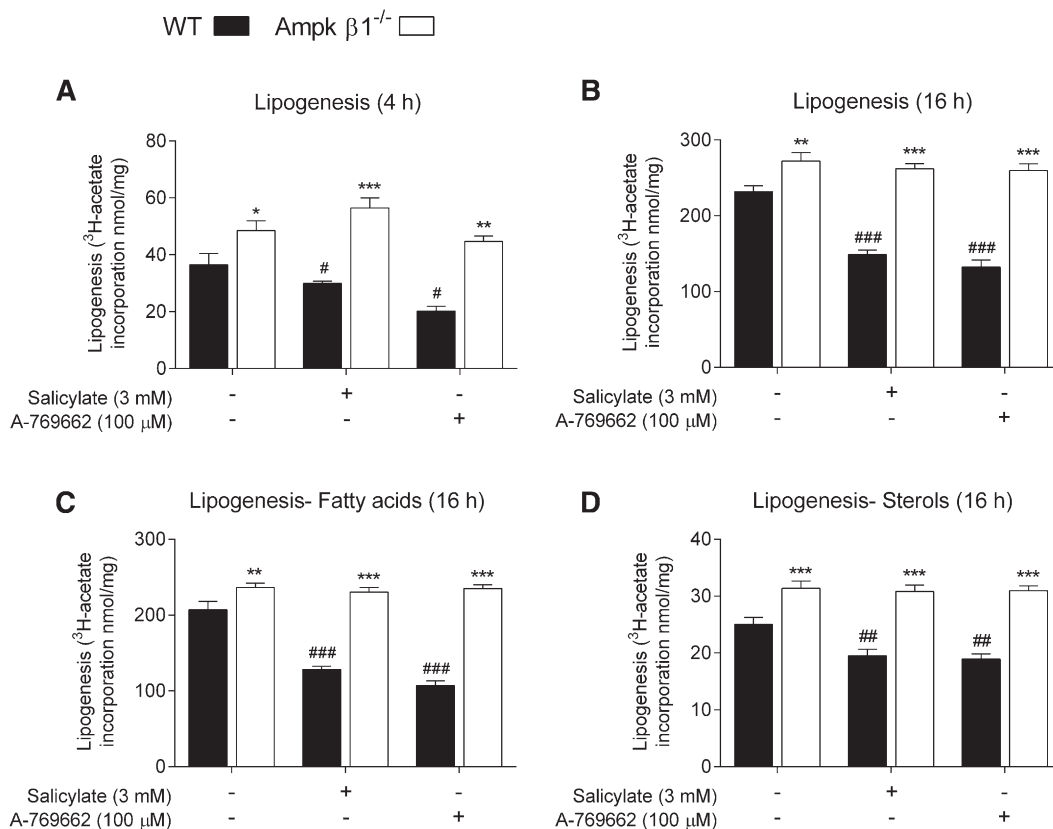 WT Ampk β1-/-
A
Lipogenesis (4 h)
Lipogenesis (3H-acetate
incorporation nmol/mg)
80
60
40
20
0
* *** **
# #
Salicylate (3 mM) - + -
A-769662 (100 μM) - - +
B
Lipogenesis (16 h)
Lipogenesis (3H-acetate
incorporation nmol/mg)
300
200
100
0
** *** ***
### ###
Salicylate (3 mM) - + -
A-769662 (100 μM) - - +
C
Lipogenesis- Fatty acids (16 h)
Lipogenesis (3H-acetate
incorporation nmol/mg)
300
200
100
0
** *** ***
### ###
Salicylate (3 mM) - + -
A-769662 (100 μM) - - +
D
Lipogenesis- Sterols (16 h)
Lipogenesis (3H-acetate
incorporation nmol/mg)
40
30
20
10
0
*** *** ***
## ##
Salicylate (3 mM) - + -
A-769662 (100 μM) - - +